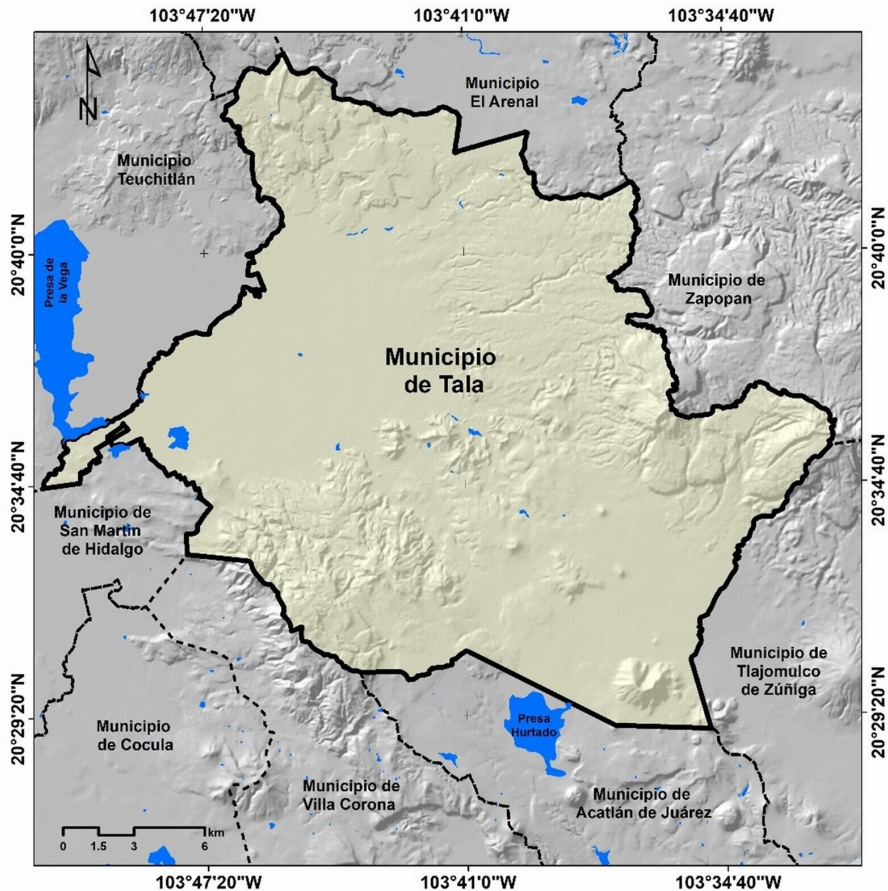 103°47'20"W
103°41'0"W
103°34'40"W
N
Municipio
El Arenal
Municipio
Teuchitlán
20°40'0"N
20°40'0"N
Presa de
la Vega
Municipio de
Zapopan
Municipio
de Tala
20°34'40"N
20°34'40"N
Municipio de
San Martín
de Hidalgo
Municipio de
Tlajomulco
de Zúñiga
20°29'20"N
20°29'20"N
Presa
Hurtado
Municipio
de Cocula
Municipio de
Villa Corona
Municipio de
Acatlán de Juárez
km
0 1.5 3 6
103°47'20"W
103°41'0"W
103°34'40"W